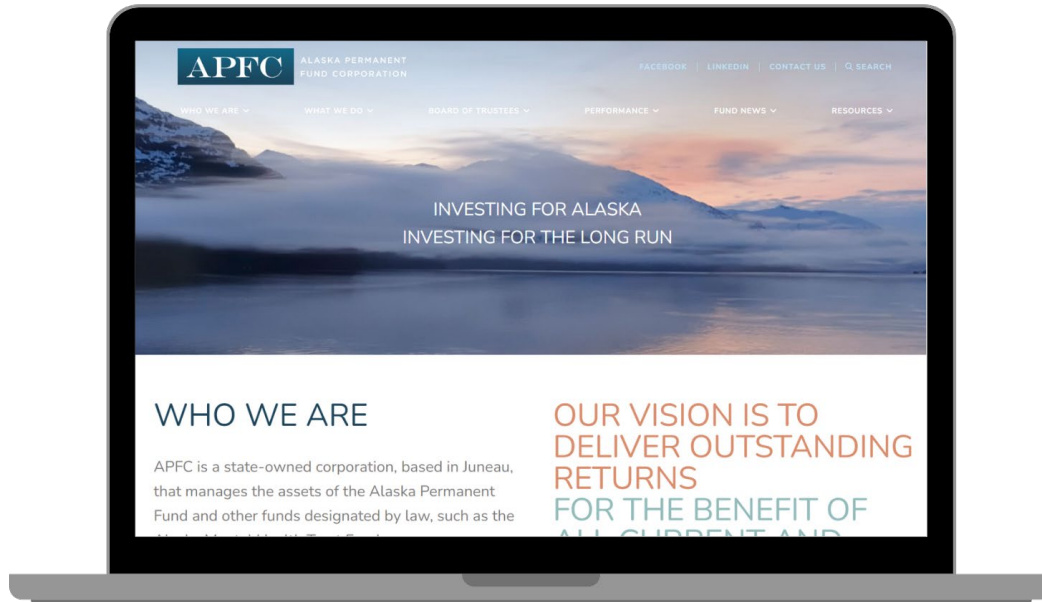 APFC
ALASKA PERMANENT
FUND CORPORATION
FACEBOOK | LINKEDIN | CONTACT US | SEARCH
WHO WE ARE
WHAT WE DO
BOARD OF TRUSTEES
PERFORMANCE
FUND NEWS
RESOURCES
INVESTING FOR ALASKA
INVESTING FOR THE LONG RUN
WHO WE ARE
APFC is a state-owned corporation, based in Juneau,
that manages the assets of the Alaska Permanent
Fund and other funds designated by law, such as the
OUR VISION IS TO
DELIVER OUTSTANDING
RETURNS
FOR THE BENEFIT OF
ALL CURRENT AND